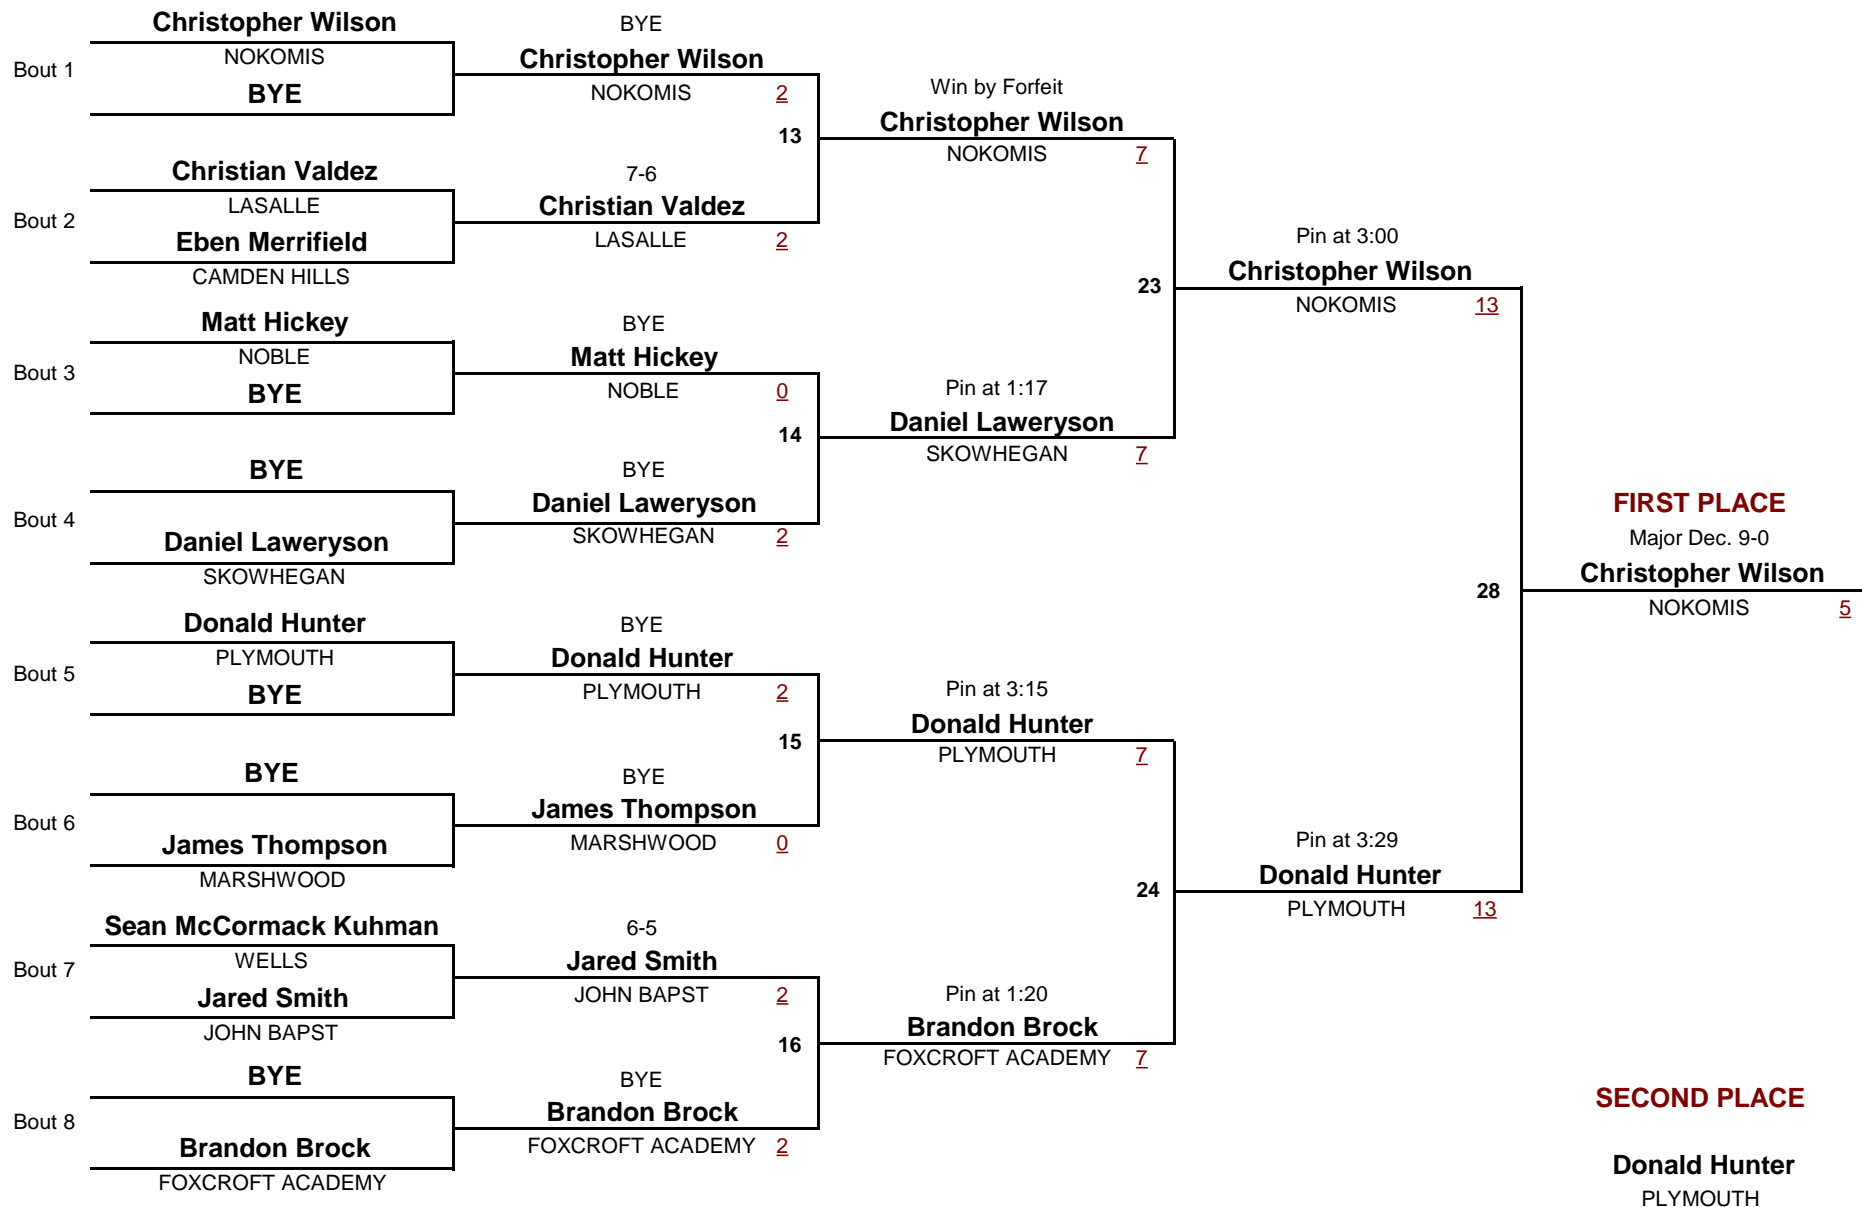 Christopher Wilson
Bout 1
NOKOMIS
BYE
Christian Valdez
Bout 2
LASALLE
Eben Merrifield
CAMDEN HILLS
Matt Hickey
Bout 3
NOBLE
BYE
BYE
Bout 4
Daniel Laweryson
SKOWHEGAN
Donald Hunter
Bout 5
PLYMOUTH
BYE
BYE
Bout 6
James Thompson
MARSHWOOD
Sean McCormack Kuhman
Bout 7
WELLS
Jared Smith
JOHN BAPST
BYE
Bout 8
Brandon Brock
FOXCROFT ACADEMY
BYE
Christopher Wilson
NOKOMIS 2
13
7-6
Christian Valdez
LASALLE 2
BYE
Matt Hickey
NOBLE 0
14
BYE
Daniel Laweryson
SKOWHEGAN 2
BYE
Donald Hunter
PLYMOUTH 2
15
BYE
James Thompson
MARSHWOOD 0
6-5
Jared Smith
JOHN BAPST 2
16
BYE
Brandon Brock
FOXCROFT ACADEMY 2
Win by Forfeit
Christopher Wilson
NOKOMIS 7
23
Pin at 1:17
Daniel Laweryson
SKOWHEGAN 7
Pin at 3:15
Donald Hunter
PLYMOUTH 7
24
Pin at 1:20
Brandon Brock
FOXCROFT ACADEMY 7
Pin at 3:00
Christopher Wilson
NOKOMIS 13
28
Pin at 3:29
Donald Hunter
PLYMOUTH 13
FIRST PLACE
Major Dec. 9-0
Christopher Wilson
NOKOMIS 5
SECOND PLACE
Donald Hunter
PLYMOUTH